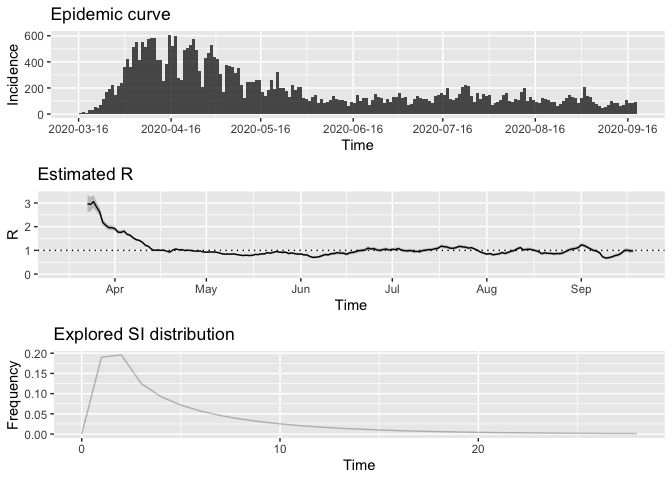 Epidemic curve
Incidence
600
400
200
0
2020-03-16 2020-04-16 2020-05-16 2020-06-16 2020-07-16 2020-08-16 2020-09-16
Time
Estimated R
R
3
2
1
0
Apr May Jun Jul Aug Sep
Time
Explored SI distribution
Frequency
0.20
0.15
0.10
0.05
0.00
0 10 20
Time